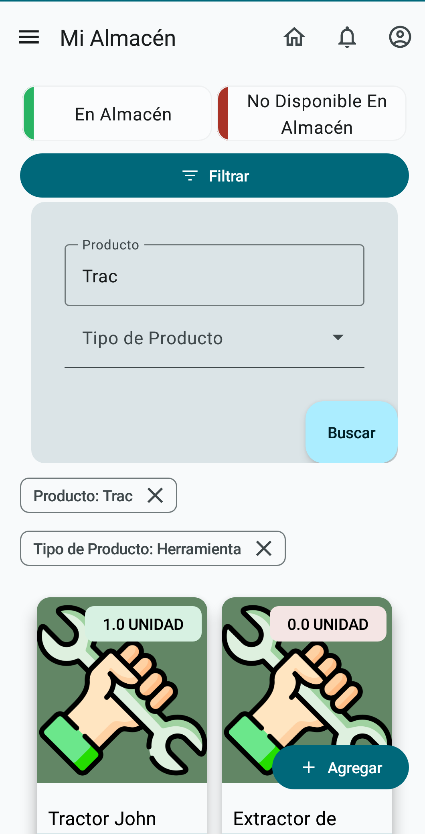 Mi Almacén
En Almacén
No Disponible En
Almacén
Filtrar
Producto
Trac
Tipo de Producto
Buscar
Producto: Trac
Tipo de Producto: Herramienta
1.0 UNIDAD
0.0 UNIDAD
Agregar
Tractor John
Extractor de